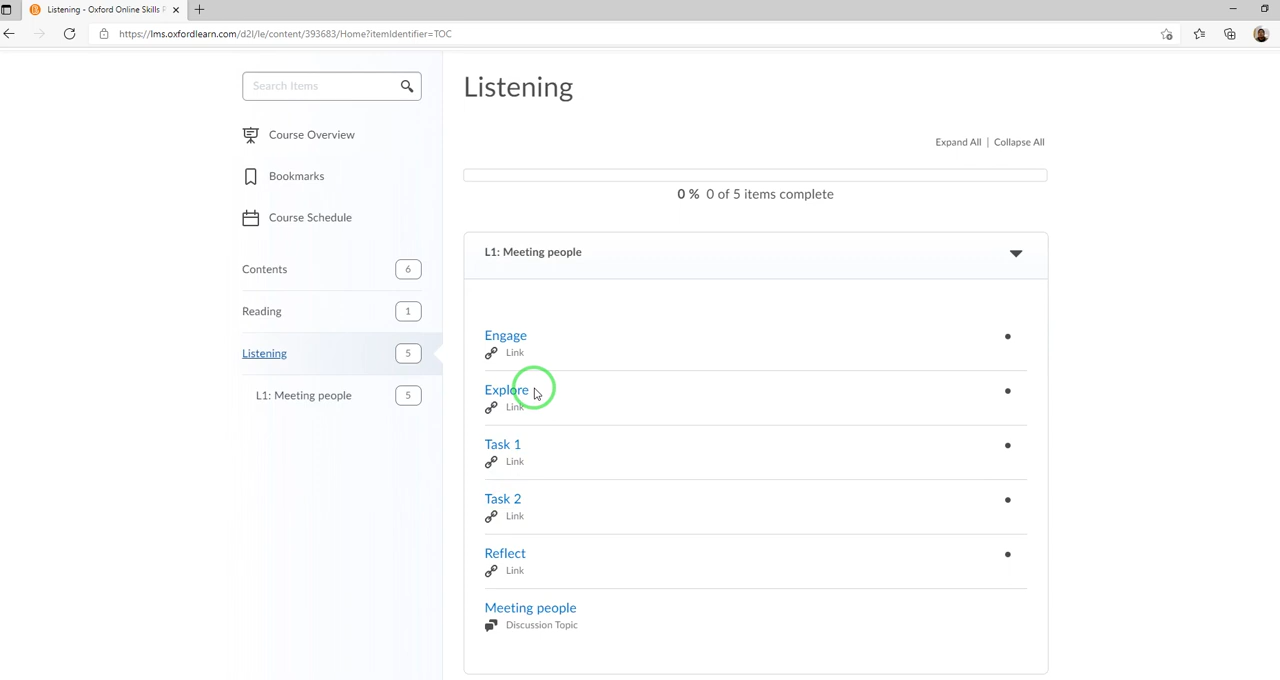 Listening - Oxford Online Skills P
https://lms.oxfordlearn.com/d2l/le/content/393683/Home?itemIdentifier=TOC
Search Items
Course Overview
Bookmarks
Course Schedule
Contents 6
Reading 1
Listening 5
L1: Meeting people 5
Listening
Expand All | Collapse All
0 % 0 of 5 items complete
L1: Meeting people
Engage
Link
Explore
Link
Task 1
Link
Task 2
Link
Reflect
Link
Meeting people
Discussion Topic